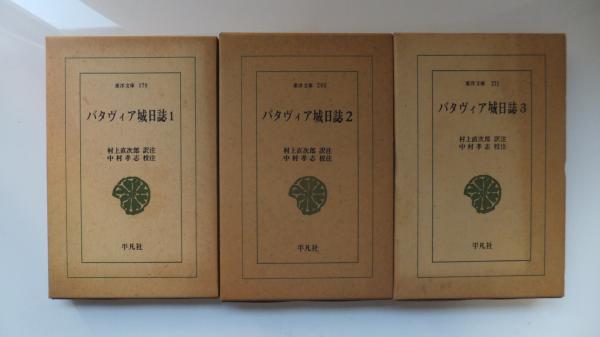 東洋文庫 170
バタヴィア城日誌1
村上直次郎 訳注
中村孝志 校注
平凡社
東洋文庫 205
バタヴィア城日誌2
村上直次郎 訳注
中村孝志 校注
平凡社
東洋文庫 271
バタヴィア城日誌3
村上直次郎 訳注
中村孝志 校注
平凡社